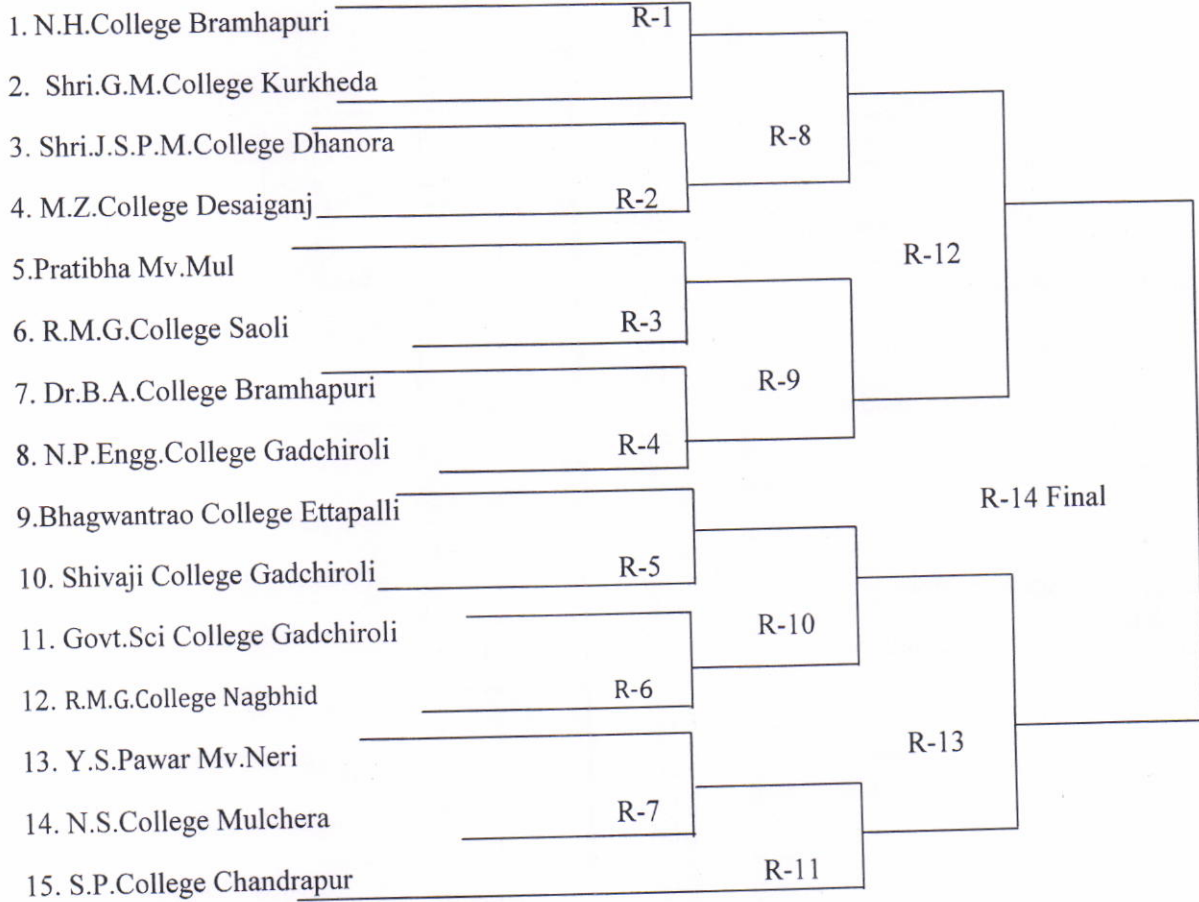 1. N.H.College Bramhapuri R-1
2. Shri.G.M.College Kurkheda
3. Shri.J.S.P.M.College Dhanora R-8
4. M.Z.College Desaiganj R-2
5.Pratibha Mv.Mul R-12
6. R.M.G.College Saoli R-3
7. Dr.B.A.College Bramhapuri R-9
8. N.P.Engg.College Gadchiroli R-4
9.Bhagwantrao College Ettapalli R-14 Final
10. Shivaji College Gadchiroli R-5
11. Govt.Sci College Gadchiroli R-10
12. R.M.G.College Nagbhid R-6
13. Y.S.Pawar Mv.Neri R-13
14. N.S.College Mulchera R-7
15. S.P.College Chandrapur R-11